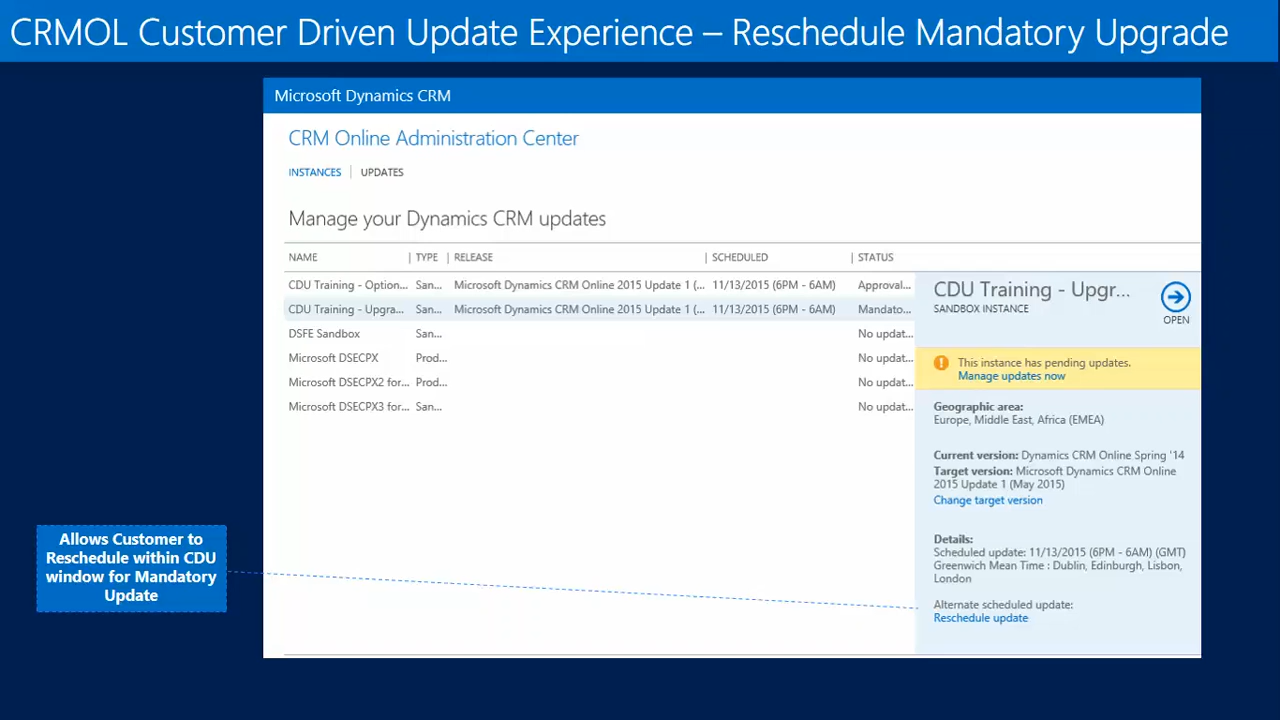 CRMOL Customer Driven Update Experience – Reschedule Mandatory Upgrade
Microsoft Dynamics CRM
CRM Online Administration Center
INSTANCES | UPDATES
Manage your Dynamics CRM updates
NAME | TYPE | RELEASE | SCHEDULED | STATUS
CDU Training - Option... San... Microsoft Dynamics CRM Online 2015 Update 1 (... 11/13/2015 (6PM - 6AM) Approval...
CDU Training - Upgra... San... Microsoft Dynamics CRM Online 2015 Update 1 (... 11/13/2015 (6PM - 6AM) Mandato...
DSFE Sandbox San... No updat...
Microsoft DSECPX Prod... No updat...
Microsoft DSECPX2 for... Prod... No updat...
Microsoft DSECPX3 for... San... No updat...
CDU Training - Upgr...
SANDBOX INSTANCE
OPEN
This instance has pending updates.
Manage updates now
Geographic area:
Europe, Middle East, Africa (EMEA)
Current version: Dynamics CRM Online Spring '14
Target version: Microsoft Dynamics CRM Online
2015 Update 1 (May 2015)
Change target version
Details:
Scheduled update: 11/13/2015 (6PM - 6AM) (GMT)
Greenwich Mean Time : Dublin, Edinburgh, Lisbon,
London
Alternate scheduled update:
Reschedule update
Allows Customer to
Reschedule within CDU
window for Mandatory
Update